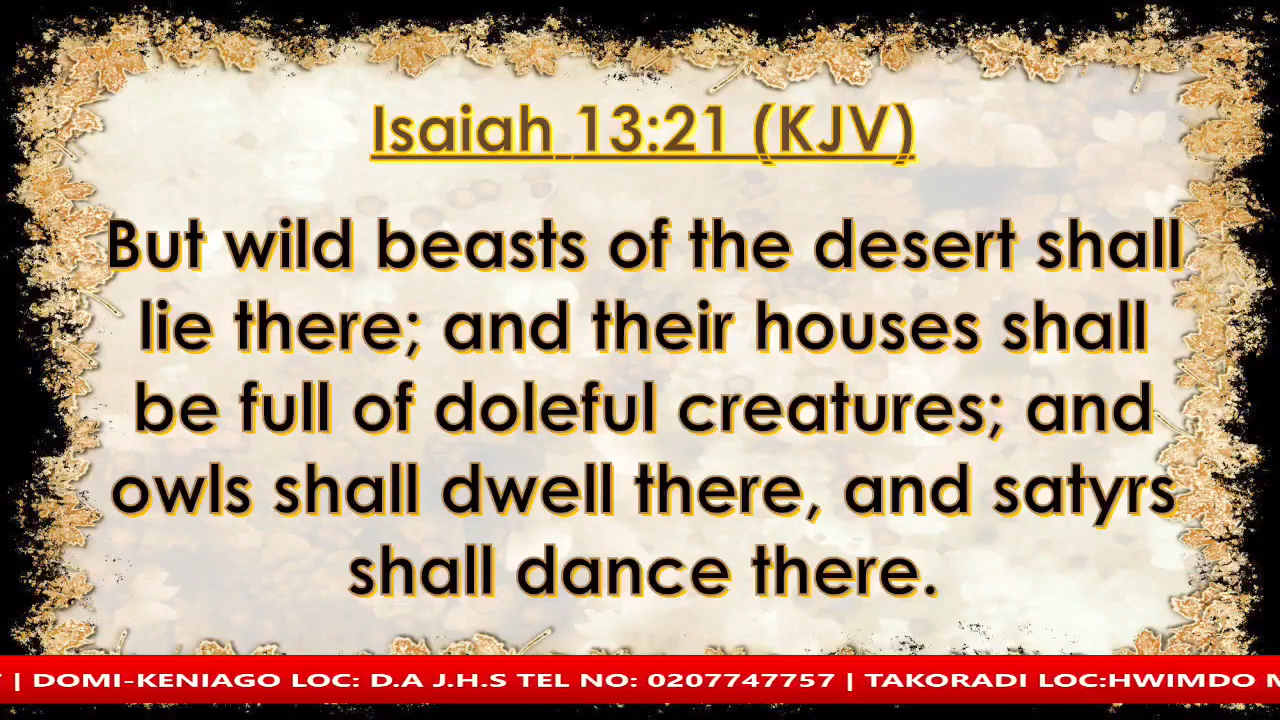 Isaiah 13:21 (KJV)
But wild beasts of the desert shall
lie there; and their houses shall
be full of doleful creatures; and
owls shall dwell there, and satyrs
shall dance there.
| DOMI-KENIAGO LOC: D.A J.H.S TEL NO: 0207747757 | TAKORADI LOC:HWIMDO